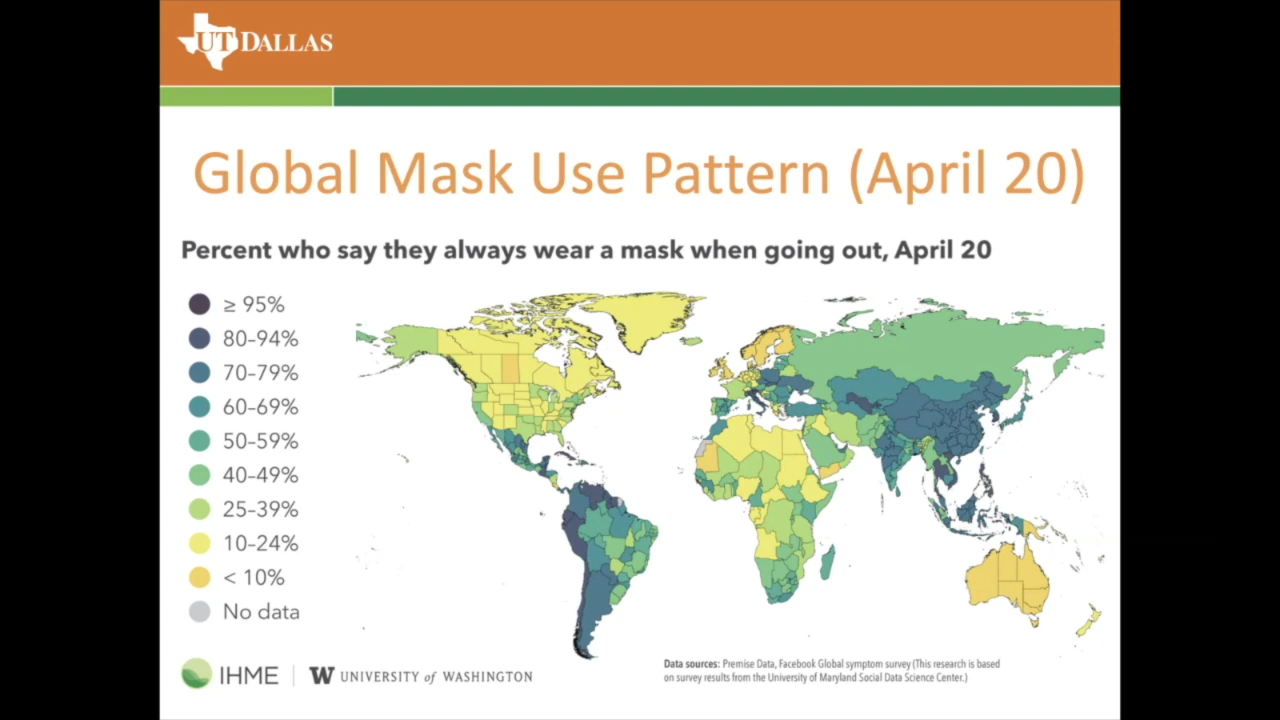 UT DALLAS
Global Mask Use Pattern (April 20)
Percent who say they always wear a mask when going out, April 20
≥ 95%
80–94%
70–79%
60–69%
50–59%
40–49%
25–39%
10–24%
< 10%
No data
IHME | W UNIVERSITY of WASHINGTON
Data sources: Premise Data, Facebook Global symptom survey (This research is based
on survey results from the University of Maryland Social Data Science Center.)